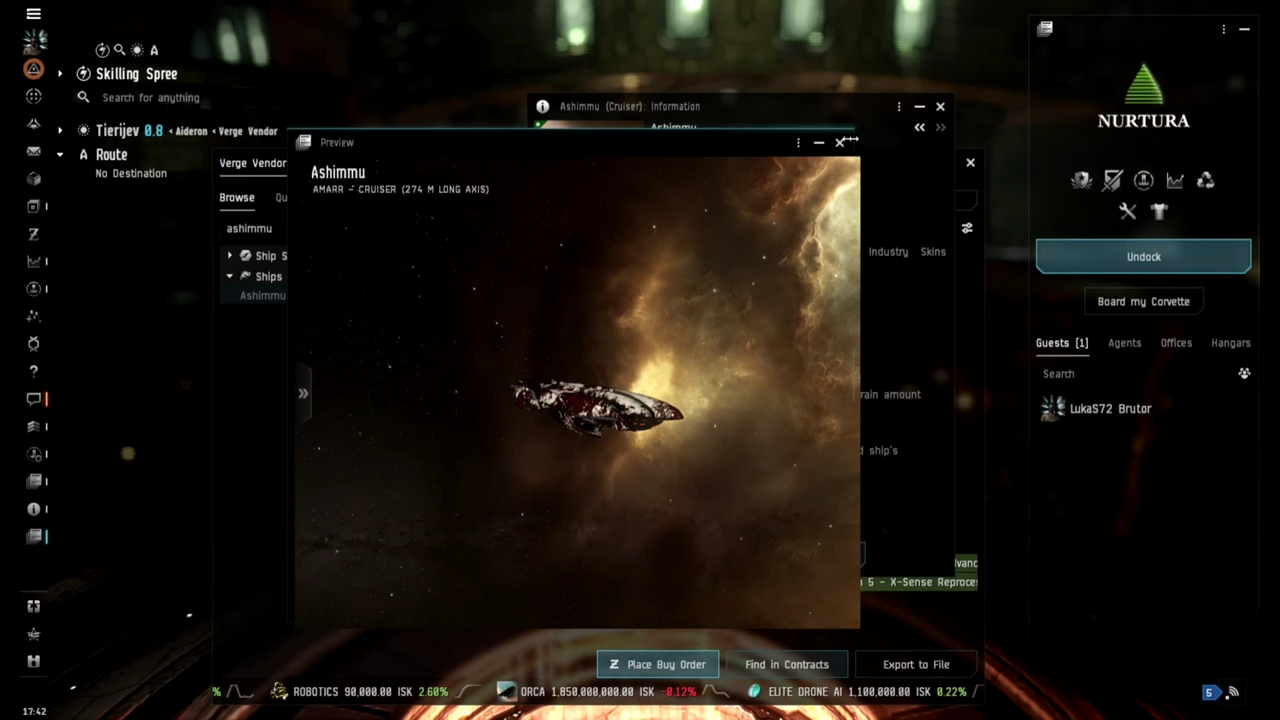 A
Skilling Spree
Search for anything
Tierijev 0.8 ‹ Aideron ‹ Verge Vendor
A Route
No Destination
Ashimmu (Cruiser): Information
Ashimmu
Preview
Ashimmu
AMARR - CRUISER (274 M LONG AXIS)
Verge Vendor
Browse
ashimmu
Ship S
Ships
Ashimmu
Industry Skins
rain amount
ship's
5 - X-Sense Reproces
Place Buy Order
Find in Contracts
Export to File
% ROBOTICS 90,000.00 ISK 2.60% ORCA 1,850,000,000.00 ISK -0.12% ELITE DRONE AI 1,100,000.00 ISK 0.22%
NURTURA
Undock
Board my Corvette
Guests [1] Agents Offices Hangars
Search
LukaS72 Brutor
5
17:42